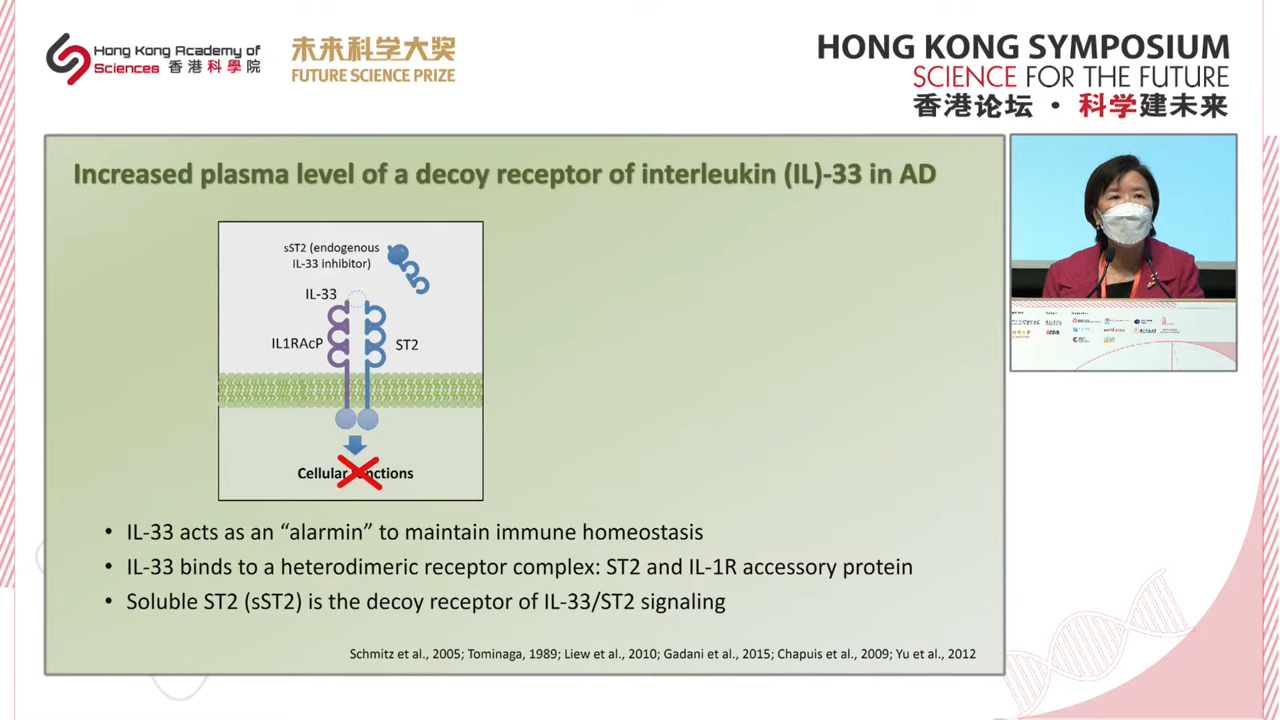 Hong Kong Academy of
Sciences 香港科學院
未来科学大奖
FUTURE SCIENCE PRIZE
HONG KONG SYMPOSIUM
SCIENCE FOR THE FUTURE
香港论坛 · 科学建未来
Increased plasma level of a decoy receptor of interleukin (IL)-33 in AD
sST2 (endogenous
IL-33 inhibitor)
IL-33
IL1RAcP
ST2
Cellular
• IL-33 acts as an “alarmin” to maintain immune homeostasis
• IL-33 binds to a heterodimeric receptor complex: ST2 and IL-1R accessory protein
• Soluble ST2 (sST2) is the decoy receptor of IL-33/ST2 signaling
Schmitz et al., 2005; Tominaga, 1989; Liew et al., 2010; Gadani et al., 2015; Chapuis et al., 2009; Yu et al., 2012